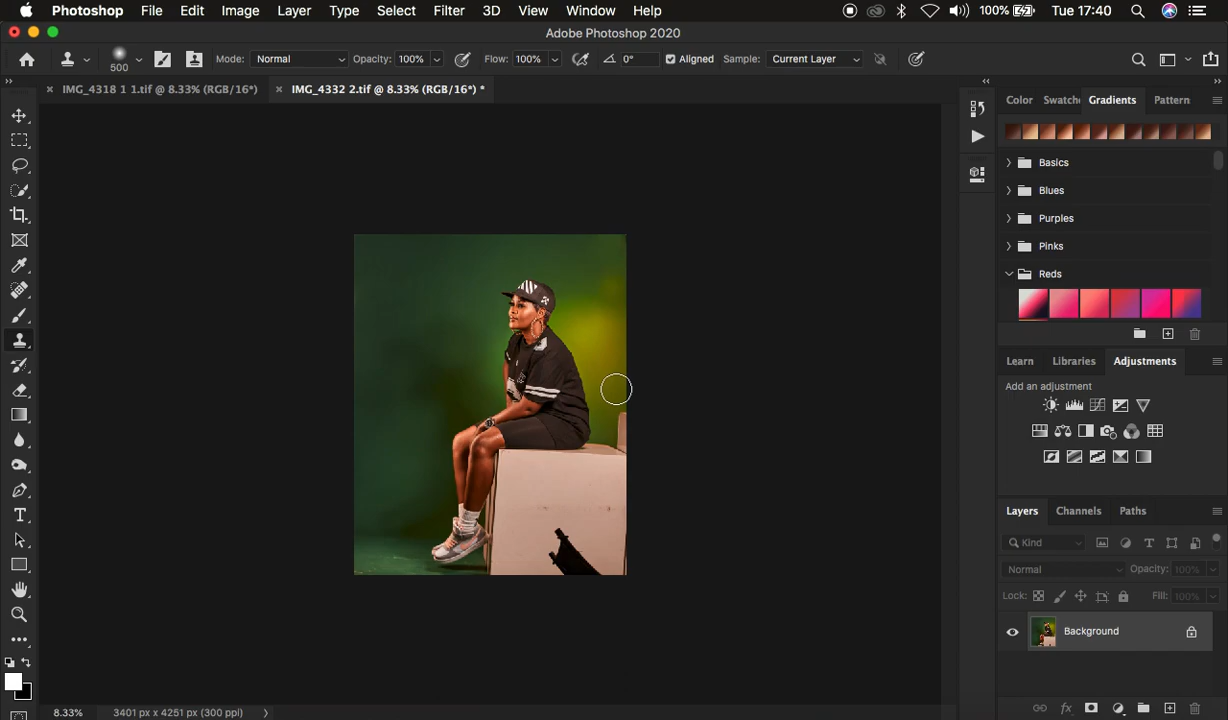 Photoshop File Edit Image Layer Type Select Filter 3D View Window Help 100% Tue 17:40
Adobe Photoshop 2020
500 Mode: Normal Opacity: 100% Flow: 100% 0° Aligned Sample: Current Layer
IMG_4318 1 1.tif @ 8.33% (RGB/16*) IMG_4332 2.tif @ 8.33% (RGB/16*) *
Color Swatche Gradients Pattern
Basics
Blues
Purples
Pinks
Reds
Learn Libraries Adjustments
Add an adjustment
Layers Channels Paths
Kind
Normal Opacity: 100%
Lock: Fill: 100%
Background
8.33% 3401 px x 4251 px (300 ppi)